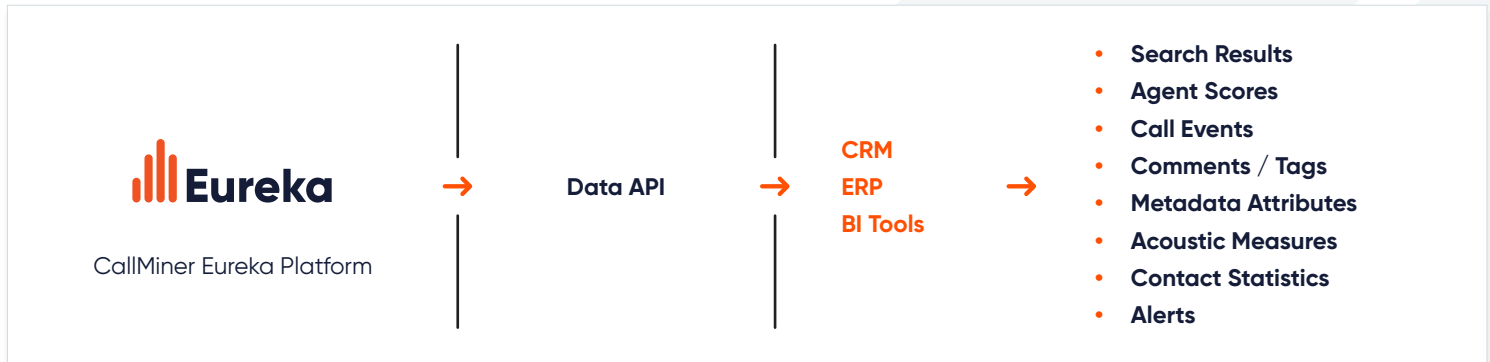 Eureka
CallMiner Eureka Platform
Data API
CRM
ERP
BI Tools
• Search Results
• Agent Scores
• Call Events
• Comments / Tags
• Metadata Attributes
• Acoustic Measures
• Contact Statistics
• Alerts